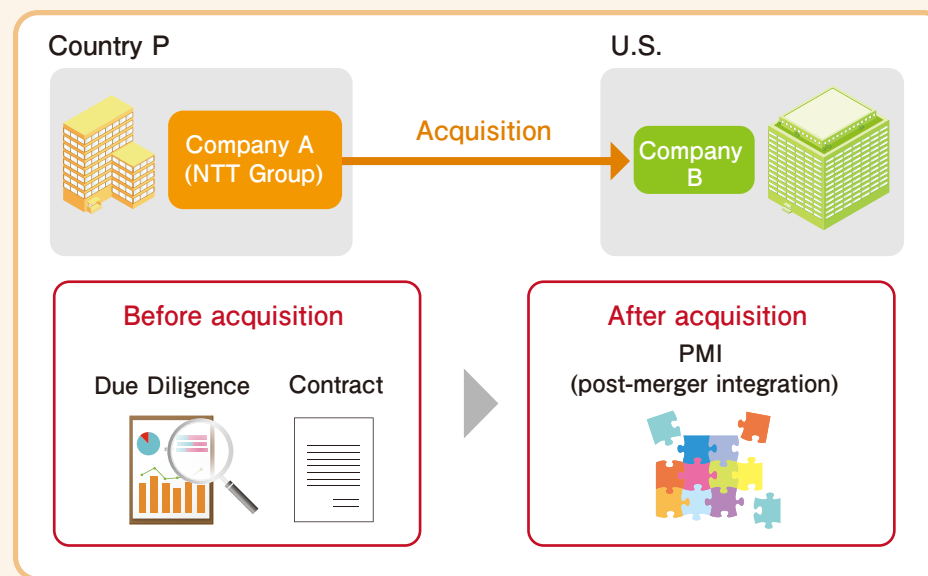 Country P
U.S.
Company A
(NTT Group)
Acquisition
Company
B
Before acquisition
Due Diligence
Contract
After acquisition
PMI
(post-merger integration)